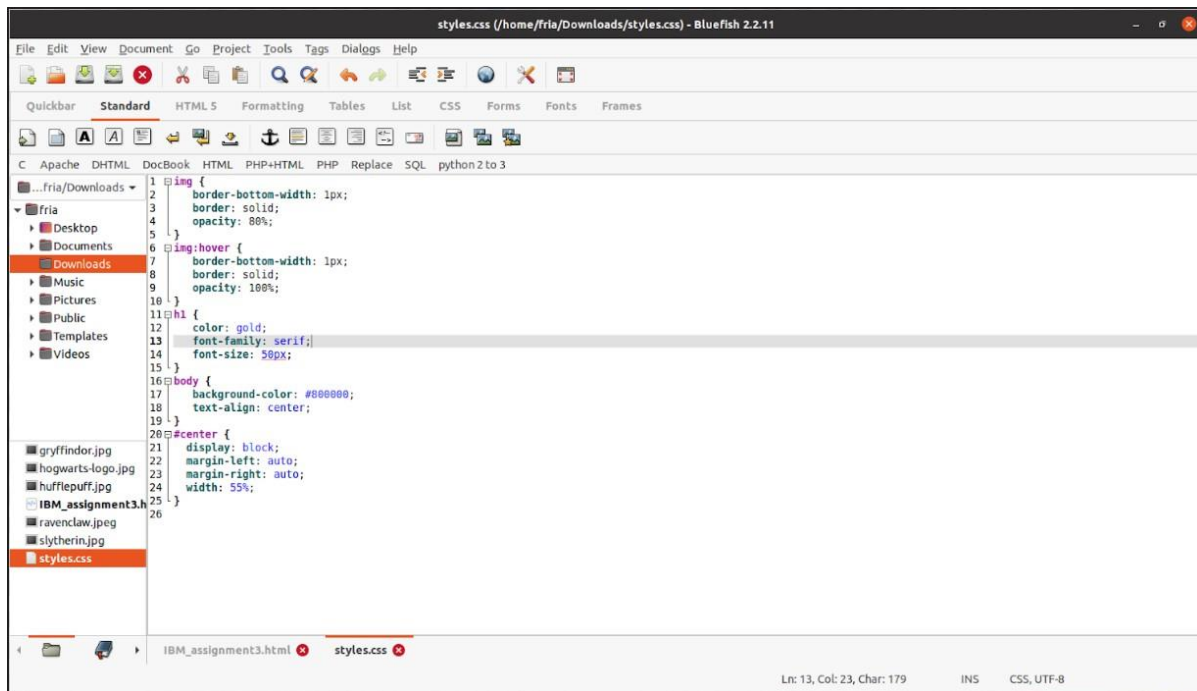 styles.css (/home/fria/Downloads/styles.css) - Bluefish 2.2.11
File Edit View Document Go Project Tools Tags Dialogs Help
Quickbar Standard HTML 5 Formatting Tables List CSS Forms Fonts Frames
C Apache DHTML DocBook HTML PHP+HTML PHP Replace SQL python 2 to 3
...fria/Downloads
fria
Desktop
Documents
Downloads
Music
Pictures
Public
Templates
Videos
gryffindor.jpg
hogwarts-logo.jpg
hufflepuff.jpg
IBM_assignment3.h
ravenclaw.jpeg
slytherin.jpg
styles.css
1 img {
2 border-bottom-width: 1px;
3 border: solid;
4 opacity: 80%;
5 }
6 img:hover {
7 border-bottom-width: 1px;
8 border: solid;
9 opacity: 100%;
10 }
11 h1 {
12 color: gold;
13 font-family: serif;
14 font-size: 50px;
15 }
16 body {
17 background-color: #800000;
18 text-align: center;
19 }
20 #center {
21 display: block;
22 margin-left: auto;
23 margin-right: auto;
24 width: 55%;
25 }
26
IBM_assignment3.html styles.css
Ln: 13, Col: 23, Char: 179 INS CSS, UTF-8